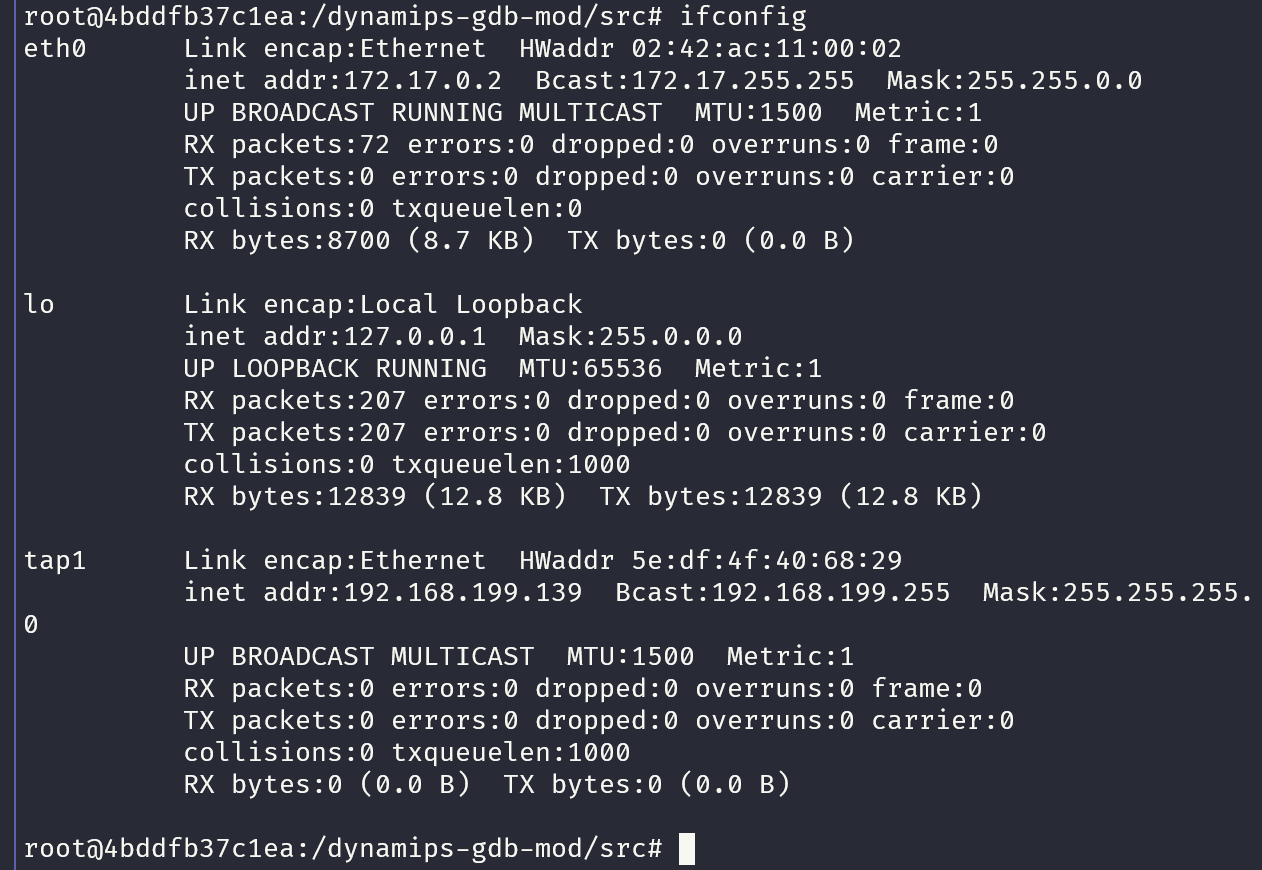 root@4bddfb37c1ea:/dynamips-gdb-mod/src# ifconfig
eth0      Link encap:Ethernet  HWaddr 02:42:ac:11:00:02
          inet addr:172.17.0.2  Bcast:172.17.255.255  Mask:255.255.0.0
          UP BROADCAST RUNNING MULTICAST  MTU:1500  Metric:1
          RX packets:72 errors:0 dropped:0 overruns:0 frame:0
          TX packets:0 errors:0 dropped:0 overruns:0 carrier:0
          collisions:0 txqueuelen:0
          RX bytes:8700 (8.7 KB)  TX bytes:0 (0.0 B)

lo        Link encap:Local Loopback
          inet addr:127.0.0.1  Mask:255.0.0.0
          UP LOOPBACK RUNNING  MTU:65536  Metric:1
          RX packets:207 errors:0 dropped:0 overruns:0 frame:0
          TX packets:207 errors:0 dropped:0 overruns:0 carrier:0
          collisions:0 txqueuelen:1000
          RX bytes:12839 (12.8 KB)  TX bytes:12839 (12.8 KB)

tap1      Link encap:Ethernet  HWaddr 5e:df:4f:40:68:29
          inet addr:192.168.199.139  Bcast:192.168.199.255  Mask:255.255.255.
0
          UP BROADCAST MULTICAST  MTU:1500  Metric:1
          RX packets:0 errors:0 dropped:0 overruns:0 frame:0
          TX packets:0 errors:0 dropped:0 overruns:0 carrier:0
          collisions:0 txqueuelen:1000
          RX bytes:0 (0.0 B)  TX bytes:0 (0.0 B)

root@4bddfb37c1ea:/dynamips-gdb-mod/src#